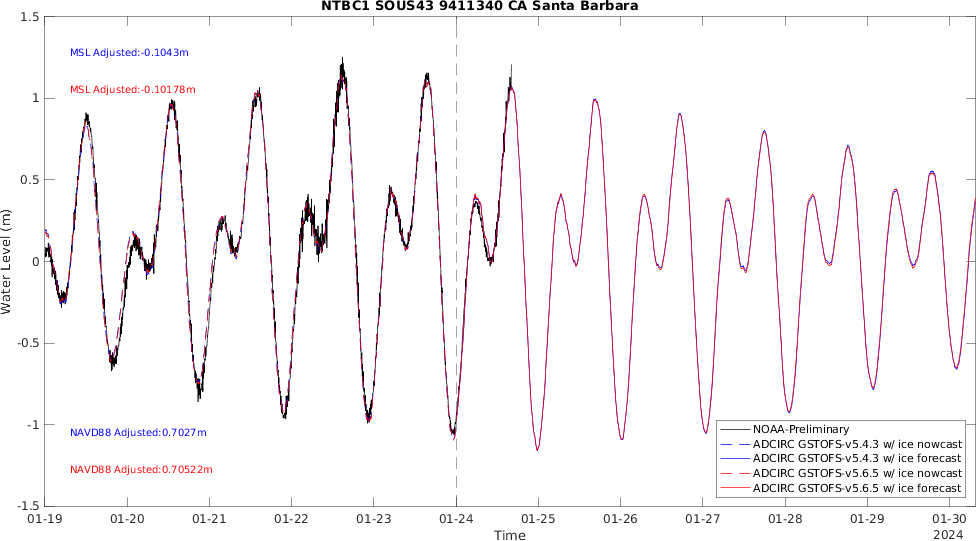 NTBC1 SOUS43 9411340 CA Santa Barbara
1.5
MSL Adjusted:-0.1043m
MSL Adjusted:-0.10178m
1
0.5
Water Level (m)
0
-0.5
-1
NAVD88 Adjusted:0.7027m
NAVD88 Adjusted:0.70522m
-1.5
NOAA-Preliminary
ADCIRC GSTOFS-v5.4.3 w/ ice nowcast
ADCIRC GSTOFS-v5.4.3 w/ ice forecast
ADCIRC GSTOFS-v5.6.5 w/ ice nowcast
ADCIRC GSTOFS-v5.6.5 w/ ice forecast
01-19 01-20 01-21 01-22 01-23 01-24 01-25 01-26 01-27 01-28 01-29 01-30
Time
2024